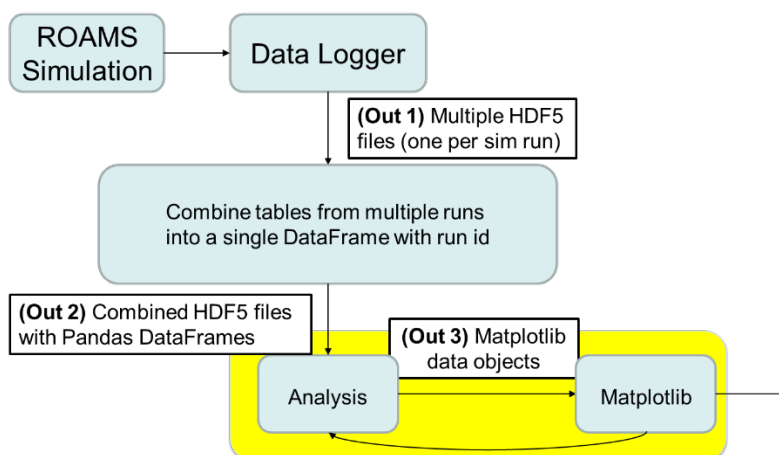 ROAMS
Simulation
Data Logger
(Out 1) Multiple HDF5
files (one per sim run)
Combine tables from multiple runs
into a single DataFrame with run id
(Out 2) Combined HDF5 files
with Pandas DataFrames
(Out 3) Matplotlib
data objects
Analysis
Matplotlib